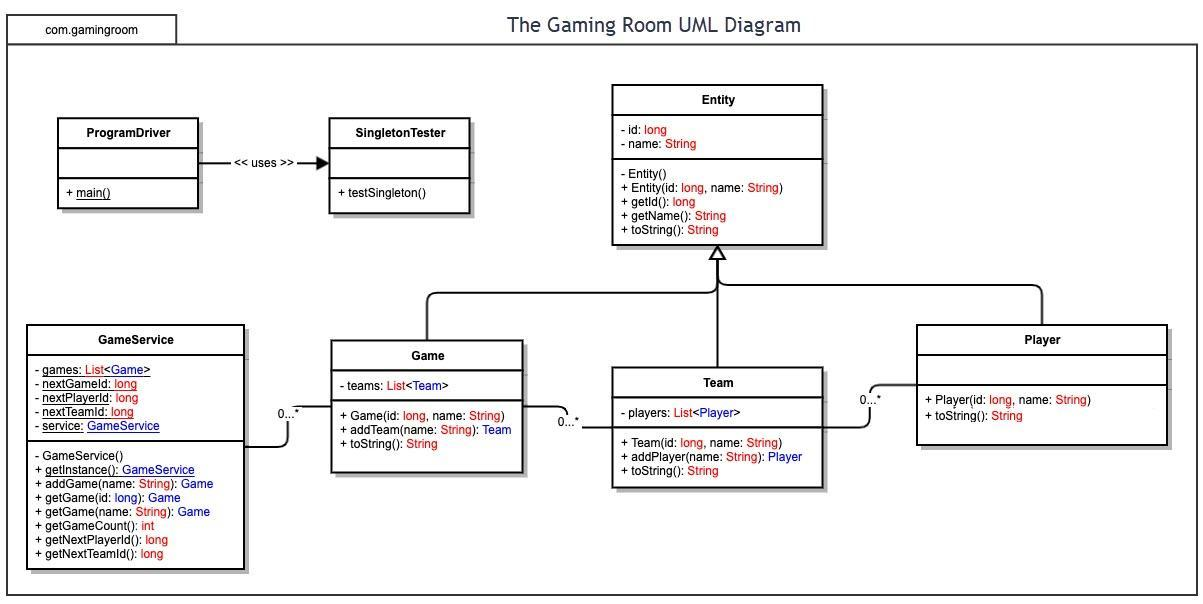 com.gamingroom
The Gaming Room UML Diagram
ProgramDriver
+ main()
<< uses >>
SingletonTester
+ testSingleton()
Entity
- id: long
- name: String
- Entity()
+ Entity(id: long, name: String)
+ getId(): long
+ getName(): String
+ toString(): String
GameService
- games: List<Game>
- nextGameId: long
- nextPlayerId: long
- nextTeamId: long
- service: GameService
- GameService()
+ getInstance(): GameService
+ addGame(name: String): Game
+ getGame(id: long): Game
+ getGame(name: String): Game
+ getGameCount(): int
+ getNextPlayerId(): long
+ getNextTeamId(): long
0...*
Game
- teams: List<Team>
+ Game(id: long, name: String)
+ addTeam(name: String): Team
+ toString(): String
0...*
Team
- players: List<Player>
+ Team(id: long, name: String)
+ addPlayer(name: String): Player
+ toString(): String
0...*
Player
+ Player(id: long, name: String)
+ toString(): String